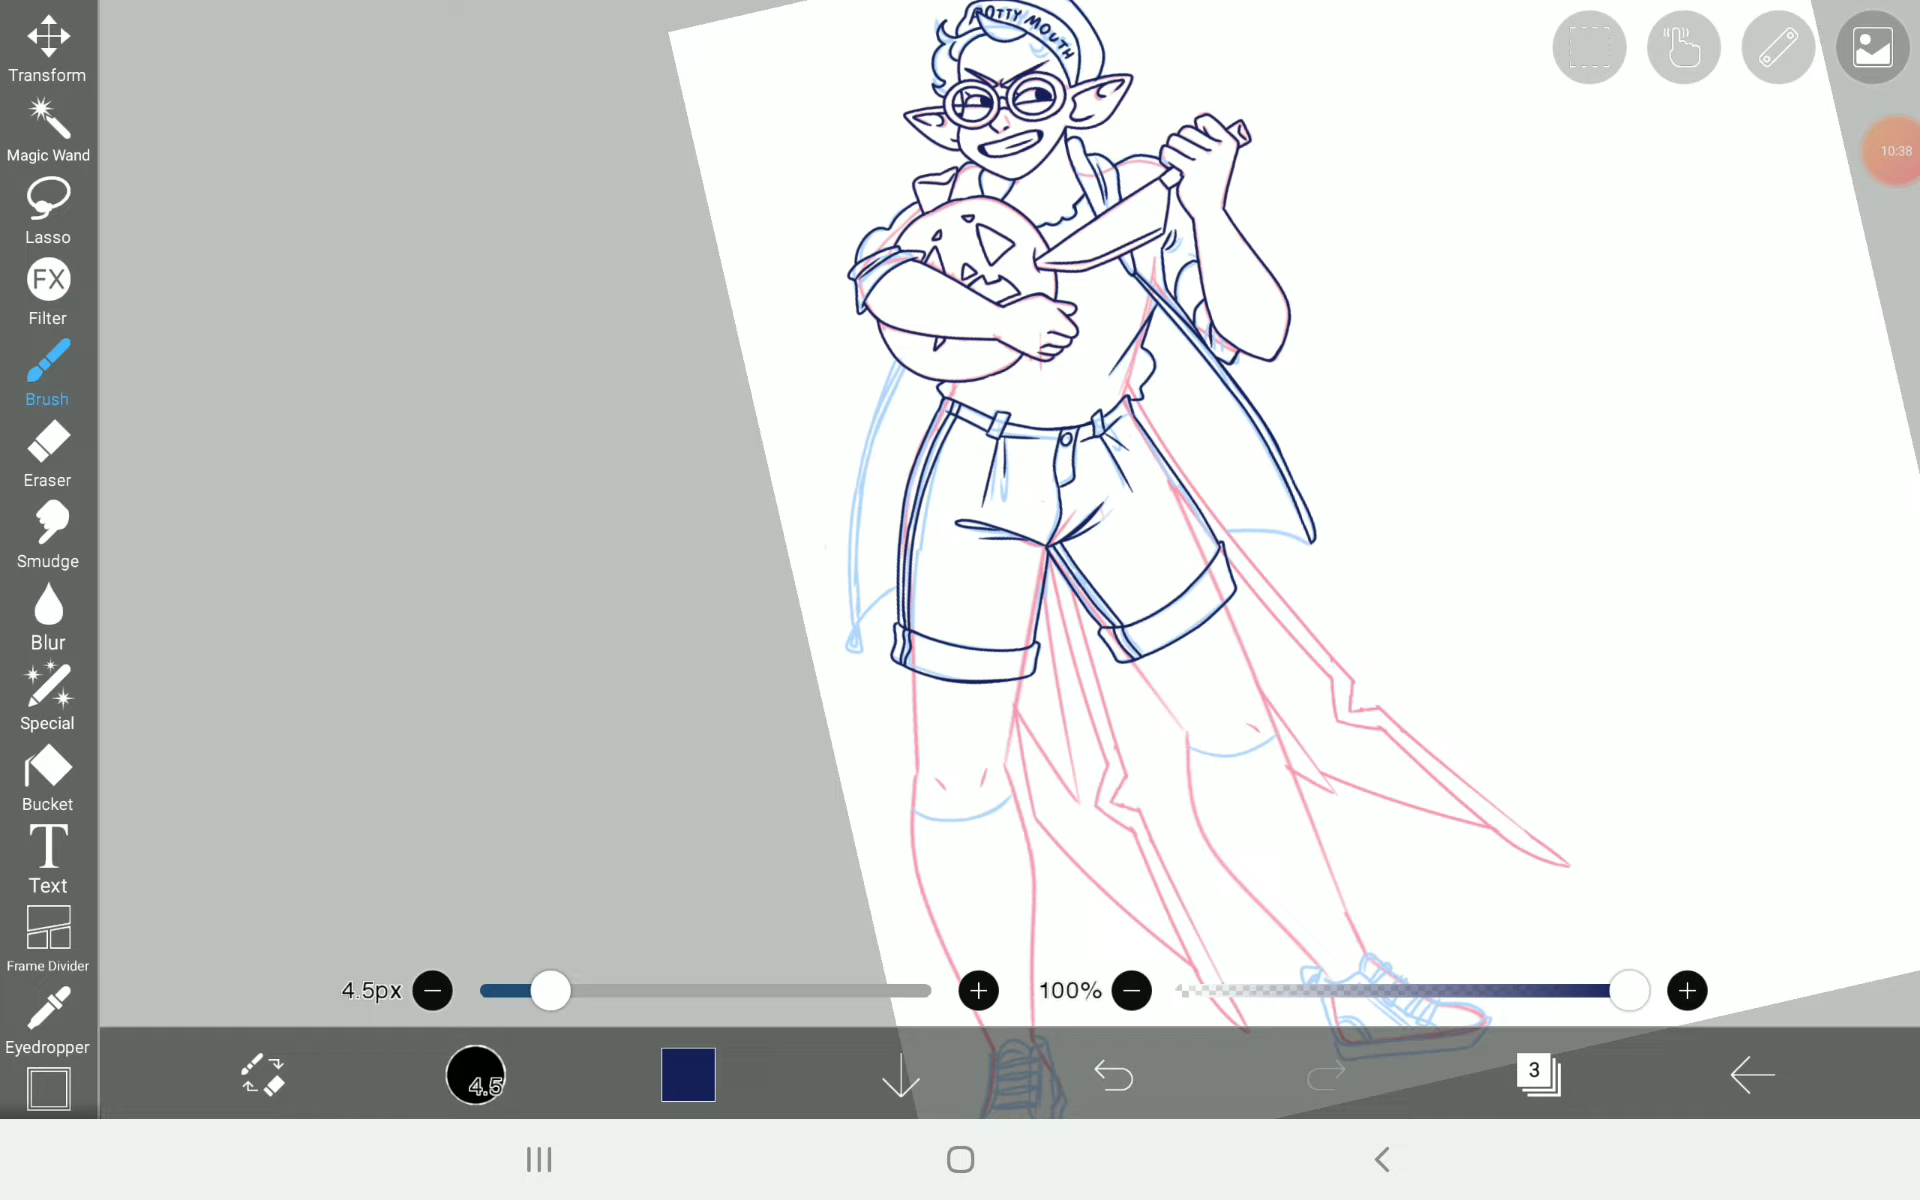 Transform
Magic Wand
Lasso
FX
Filter
Brush
Eraser
Smudge
Blur
Special
Bucket
T
Text
Frame Divider
Eyedropper
POTTY MOUTH
10:38
4.5px
100%
4.5
3